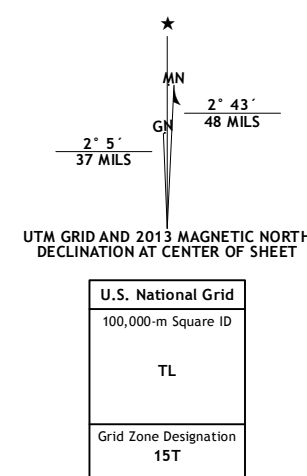 ★
MN
GN
2° 43´
48 MILS
2° 5´
37 MILS
UTM GRID AND 2013 MAGNETIC NORTH
DECLINATION AT CENTER OF SHEET
U.S. National Grid
100,000-m Square ID
TL
Grid Zone Designation
15T